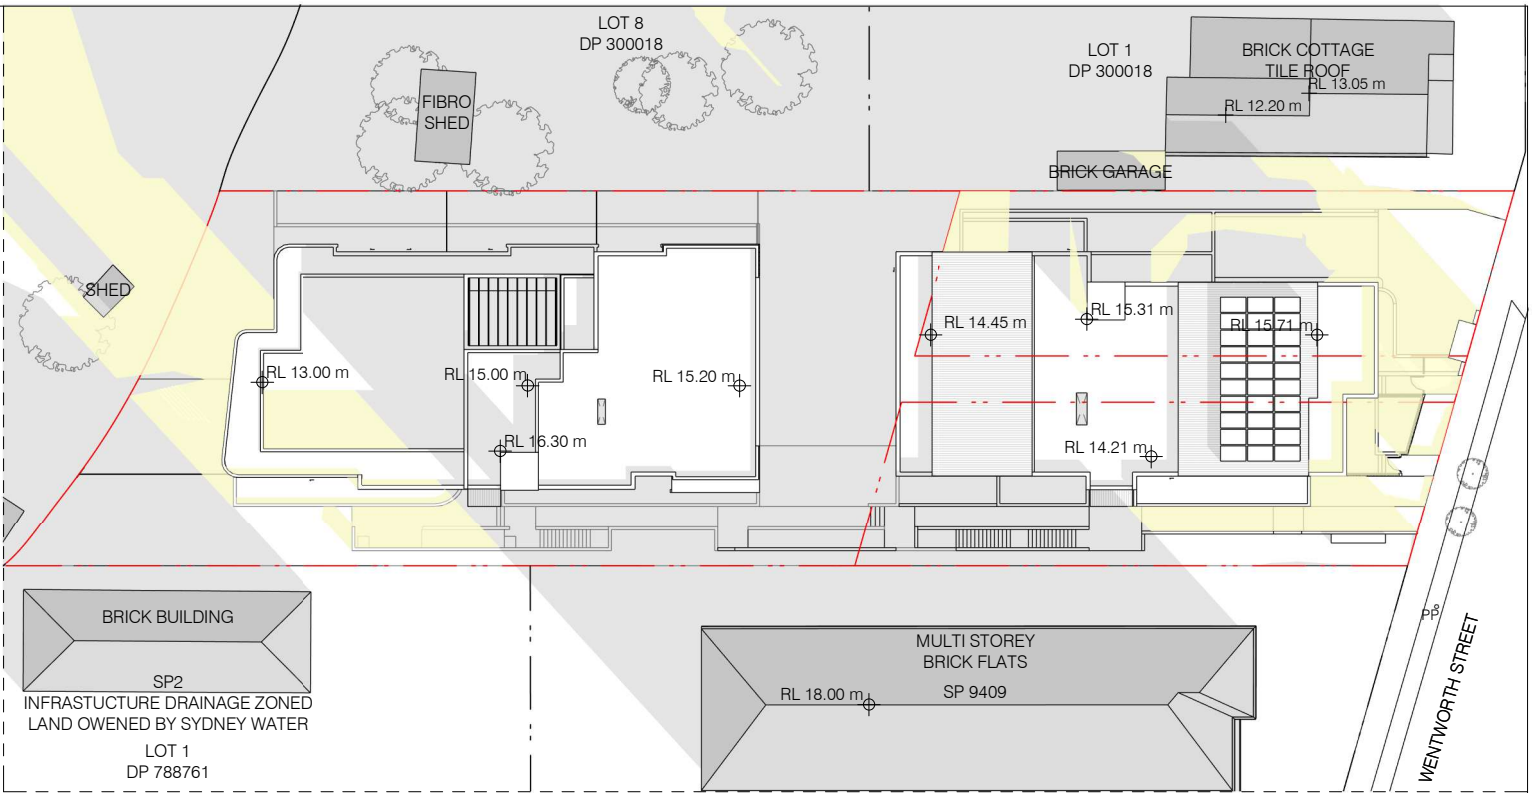 LOT 8
DP 300018
LOT 1
DP 300018
BRICK COTTAGE
TILE ROOF
RL 13.05 m
RL 12.20 m
FIBRO
SHED
BRICK GARAGE
SHED
RL 14.45 m
RL 15.31 m
RL 15.71 m
RL 13.00 m
RL 15.00 m
RL 15.20 m
RL 16.30 m
RL 14.21 m
BRICK BUILDING
SP2
INFRASTUCTURE DRAINAGE ZONED
LAND OWENED BY SYDNEY WATER
LOT 1
DP 788761
MULTI STOREY
BRICK FLATS
SP 9409
RL 18.00 m
PP
WENTWORTH STREET